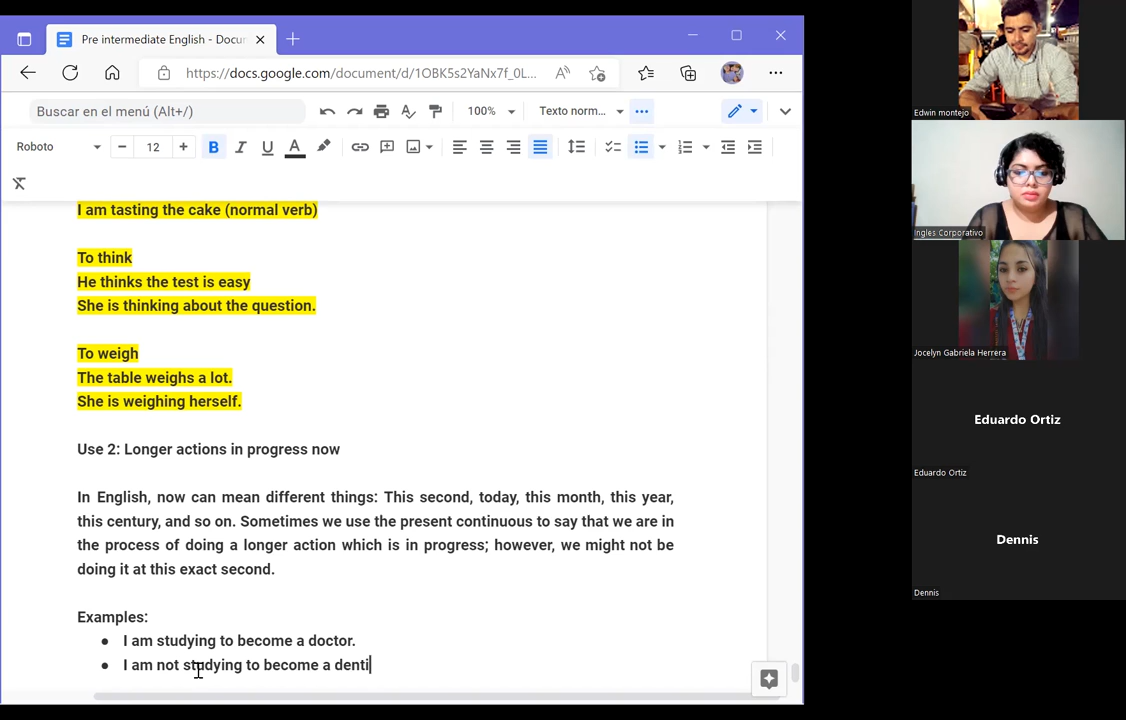 Pre intermediate English - Docur
https://docs.google.com/document/d/1OBK5s2YaNx7f_0L...
Buscar en el menú (Alt+/)
100%
Texto norm...
Roboto
12
B
I
U
A
I am tasting the cake (normal verb)
To think
He thinks the test is easy
She is thinking about the question.
To weigh
The table weighs a lot.
She is weighing herself.
Use 2: Longer actions in progress now
In English, now can mean different things: This second, today, this month, this year,
this century, and so on. Sometimes we use the present continuous to say that we are in
the process of doing a longer action which is in progress; however, we might not be
doing it at this exact second.
Examples:
● I am studying to become a doctor.
● I am not studying to become a denti
Edwin montejo
Ingles Corporativo
Jocelyn Gabriela Herrera
Eduardo Ortiz
Eduardo Ortiz
Dennis
Dennis